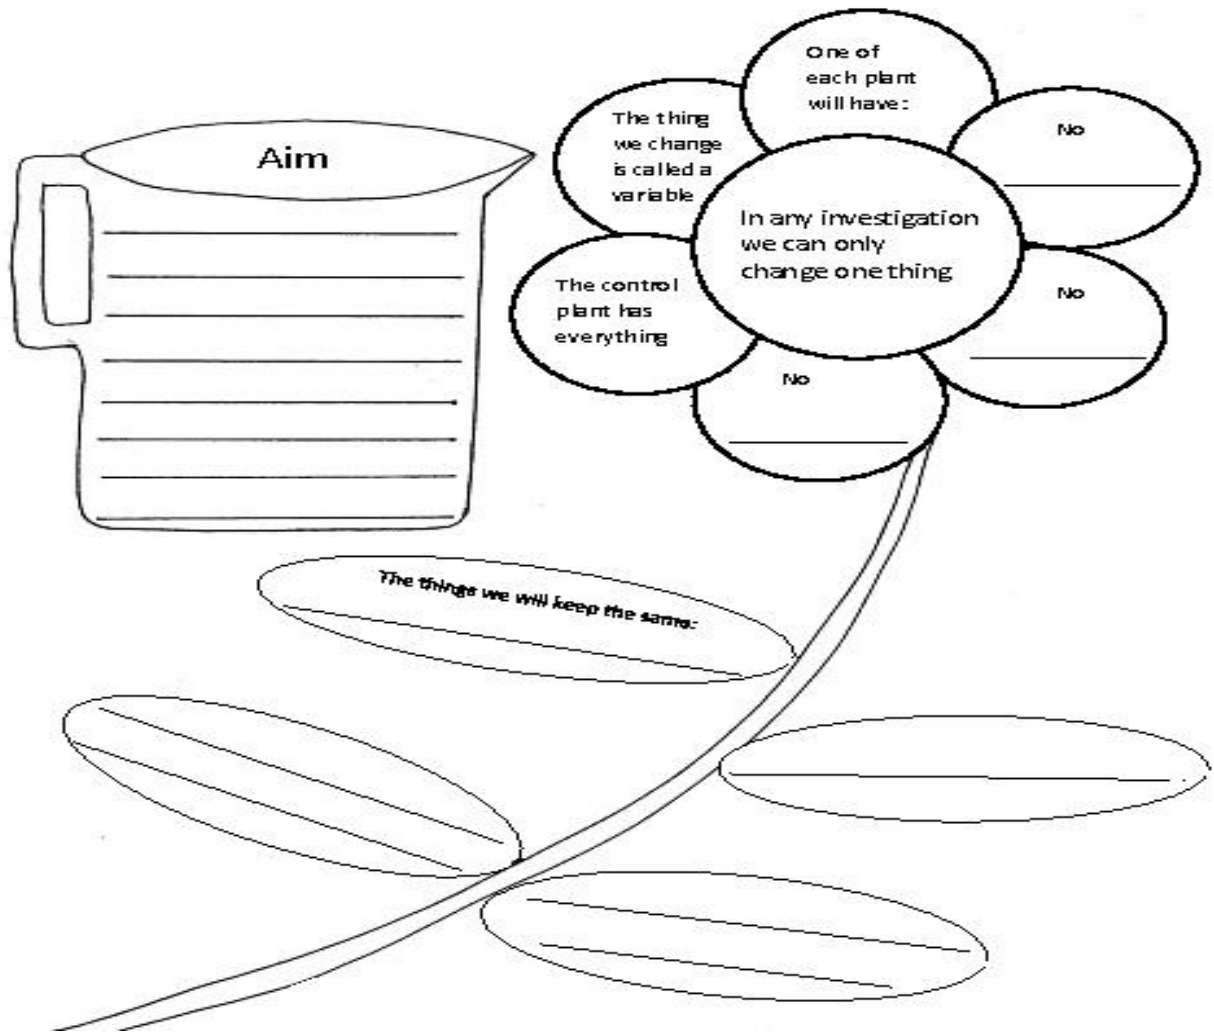 Aim
The thing
we change
is called a
variable
One of
each plant
will have:
No
In any investigation
we can only
change one thing
The control
plant has
everything
No
No
The things we will keep the same: